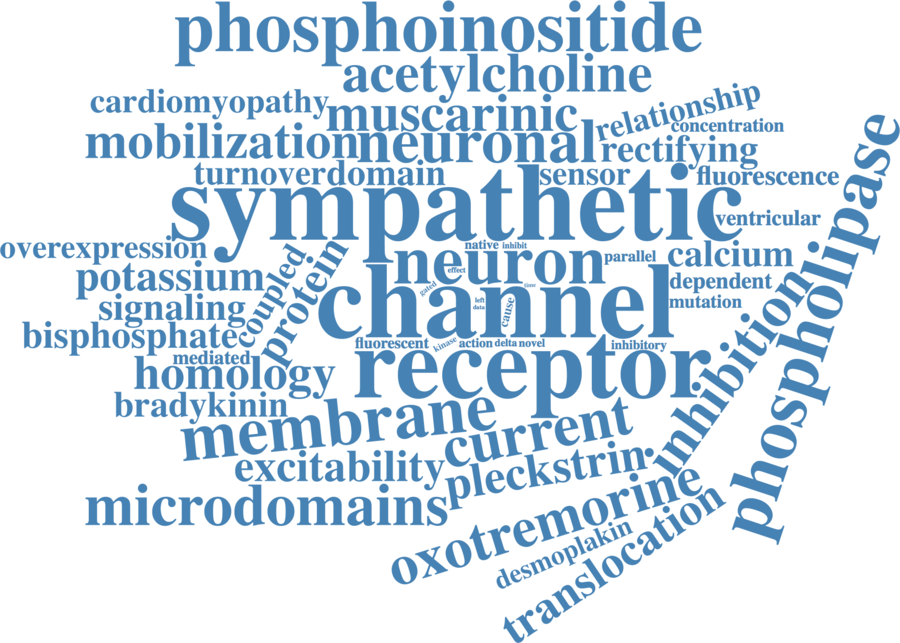 phosphoinositide
acetylcholine
cardiomyopathy
muscarinic
relationship
concentration
mobilization
neuronal
rectifying
turnoverdomain
sensor
fluorescence
sympathetic
ventricular
overexpression
native
inhibit
neuron
parallel
calcium
potassium
coupled
protein
effect
gated
time
dependent
channel
left
data
cause
mutation
signaling
bisphosphate
fluorescent
kinase
action
delta
novel
inhibitory
mediated
homology
receptor
inhibition
phospholipase
bradykinin
membrane
current
excitability
pleckstrin
microdomains
oxotremorine
desmoplakin
translocation